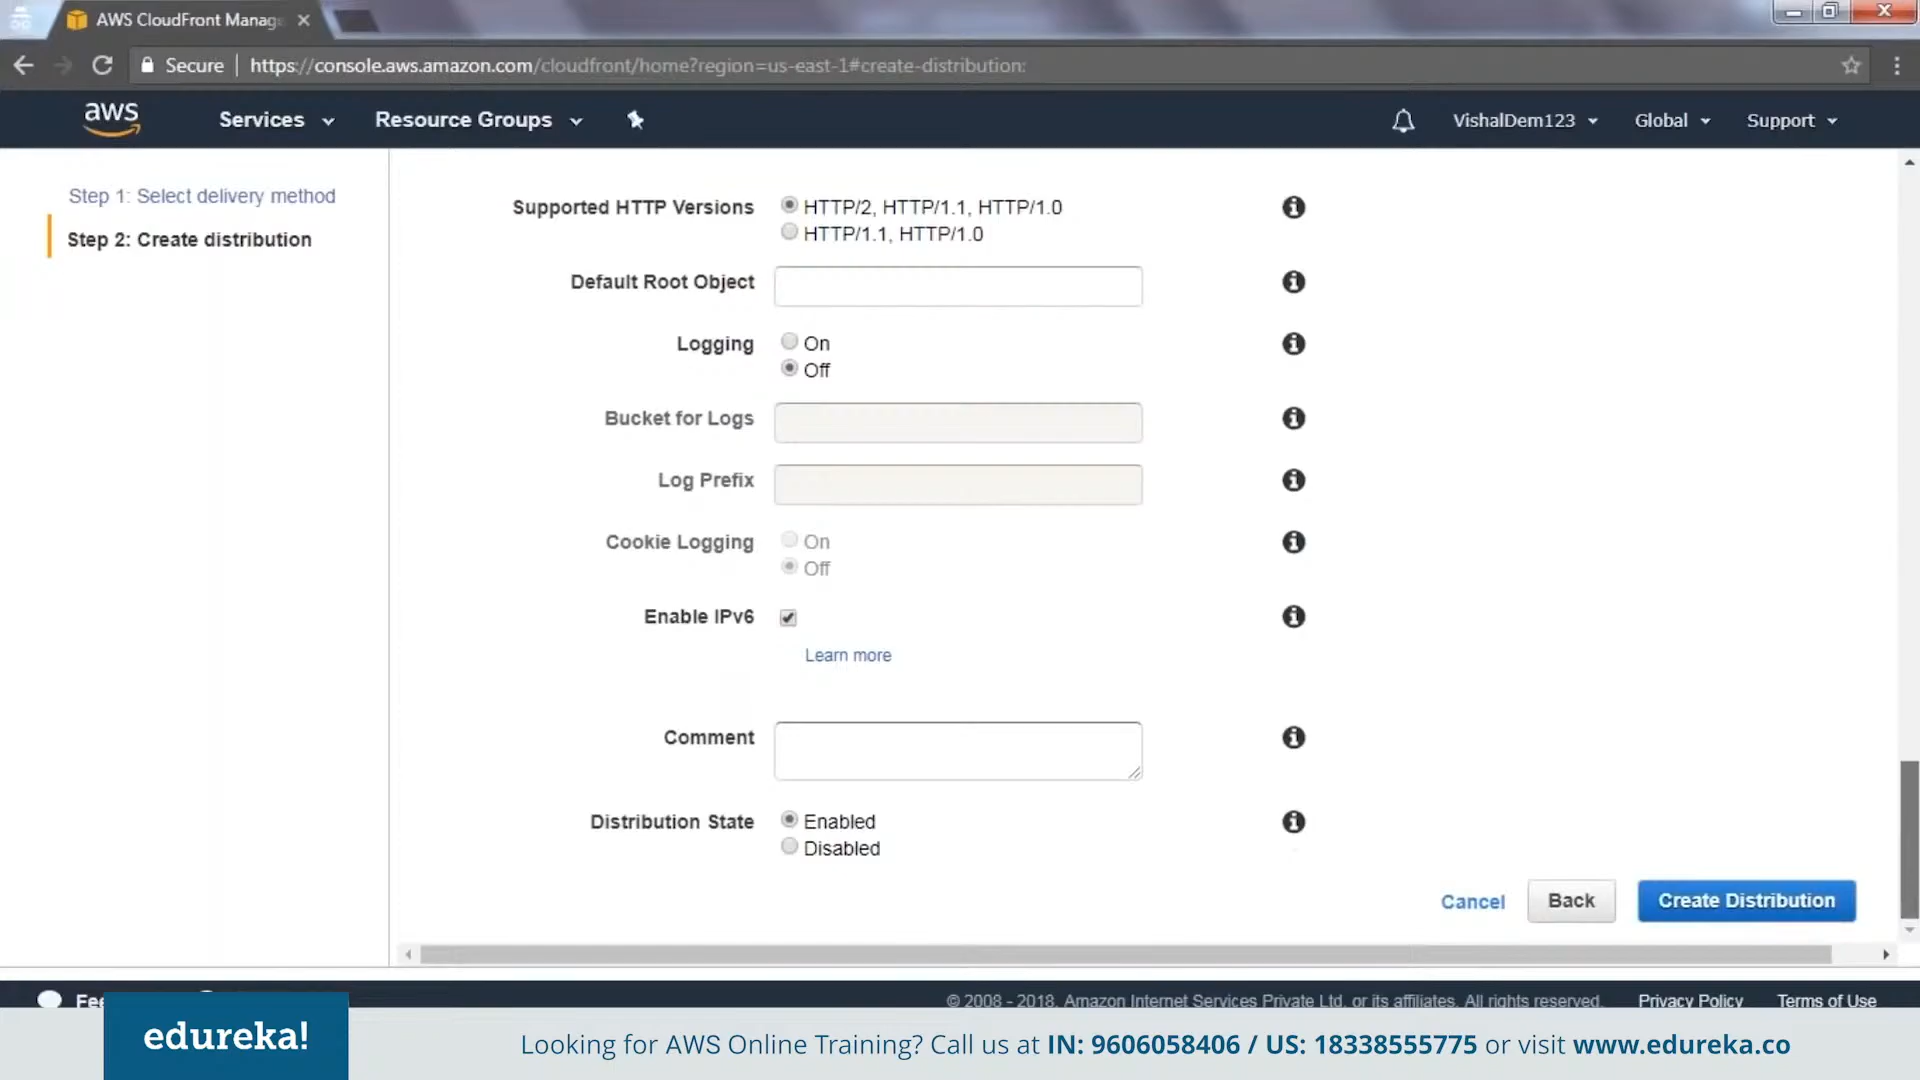 AWS CloudFront Manag
Secure | https://console.aws.amazon.com/cloudfront/home?region=us-east-1#create-distribution:
aws
Services
Resource Groups
VishalDem123
Global
Support
Step 1: Select delivery method
Step 2: Create distribution
Supported HTTP Versions
HTTP/2, HTTP/1.1, HTTP/1.0
HTTP/1.1, HTTP/1.0
Default Root Object
Logging
On
Off
Bucket for Logs
Log Prefix
Cookie Logging
On
Off
Enable IPv6
Learn more
Comment
Distribution State
Enabled
Disabled
Cancel
Back
Create Distribution
© 2008 - 2018, Amazon Internet Services Private Ltd. or its affiliates. All rights reserved.
Privacy Policy
Terms of Use
edureka!
Looking for AWS Online Training? Call us at IN: 9606058406 / US: 18338555775 or visit www.edureka.co